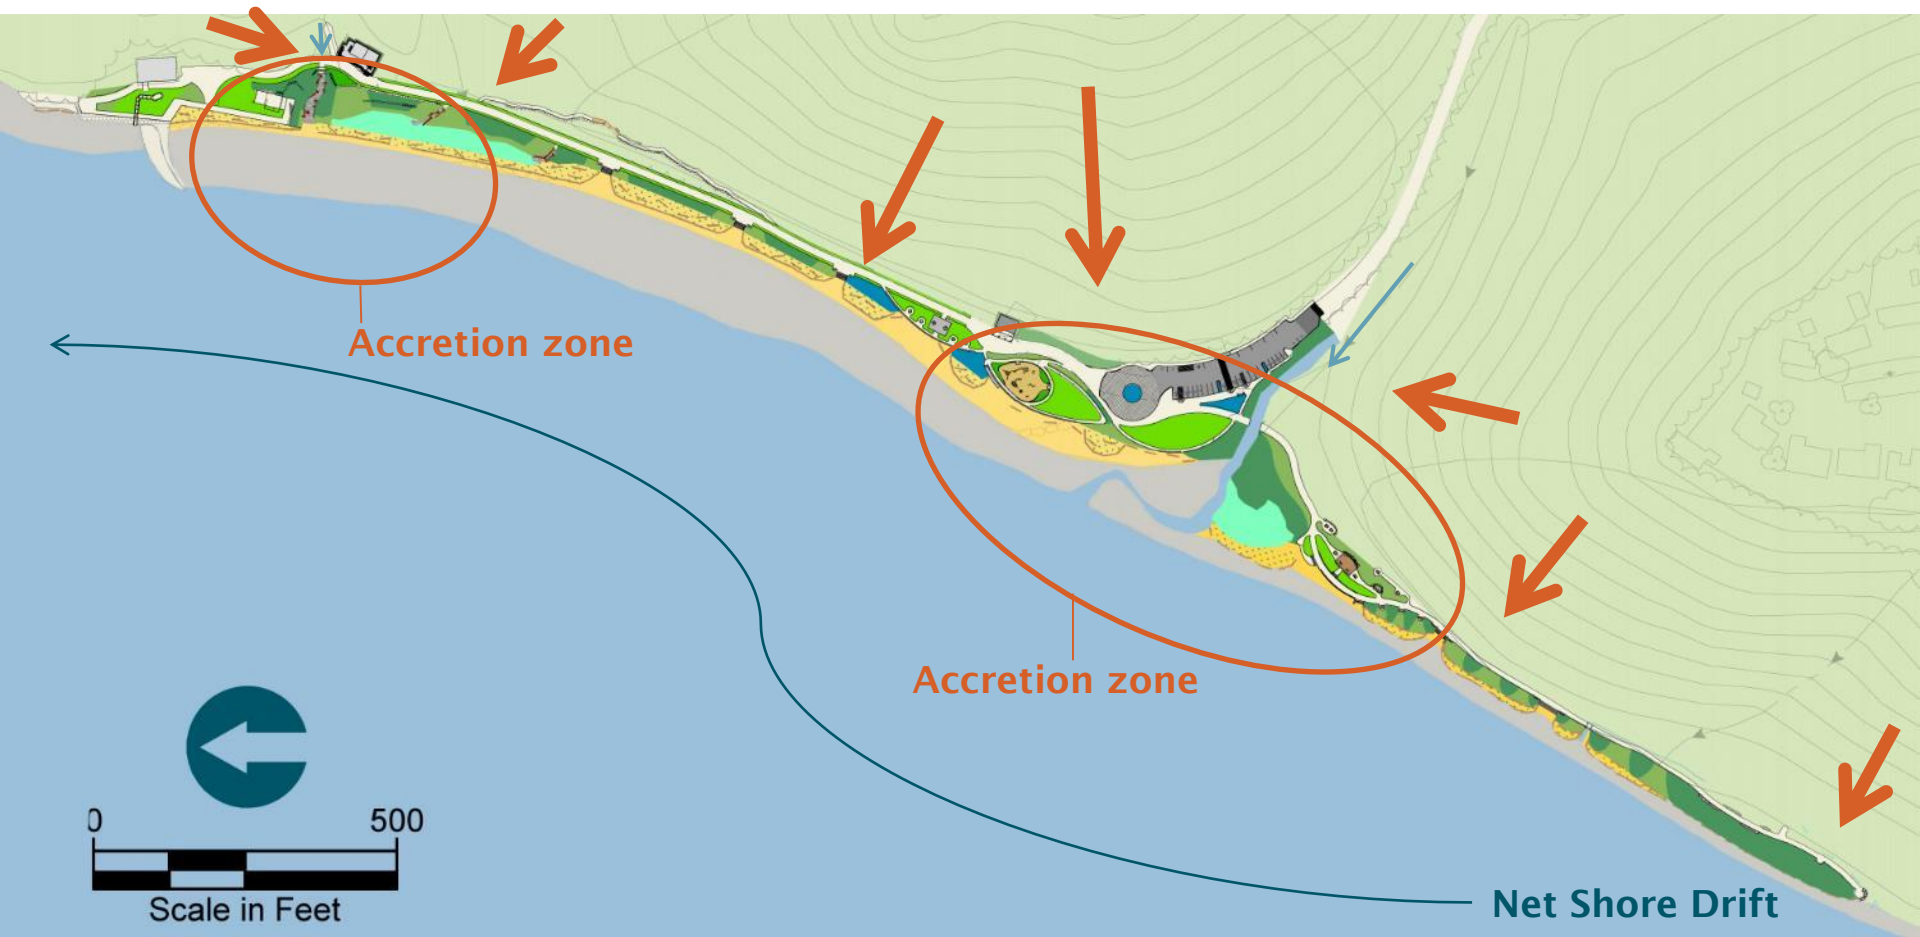 Accretion zone
Accretion zone
0 500
Scale in Feet
Net Shore Drift